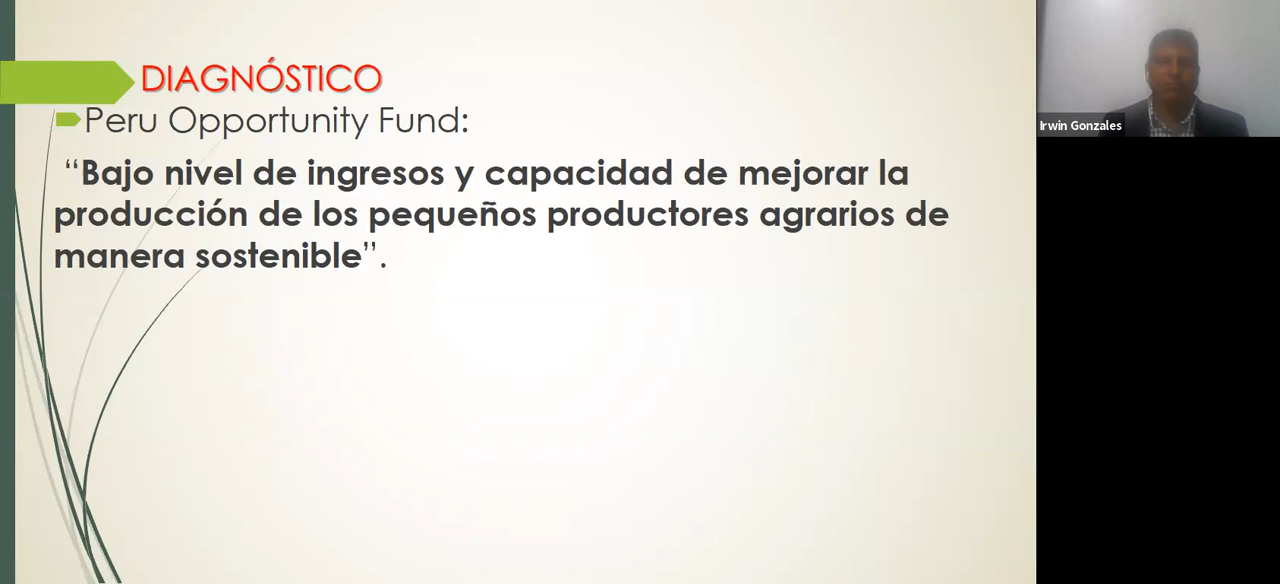 DIAGNÓSTICO
Peru Opportunity Fund:
“Bajo nivel de ingresos y capacidad de mejorar la
producción de los pequeños productores agrarios de
manera sostenible”.
Irwin Gonzales